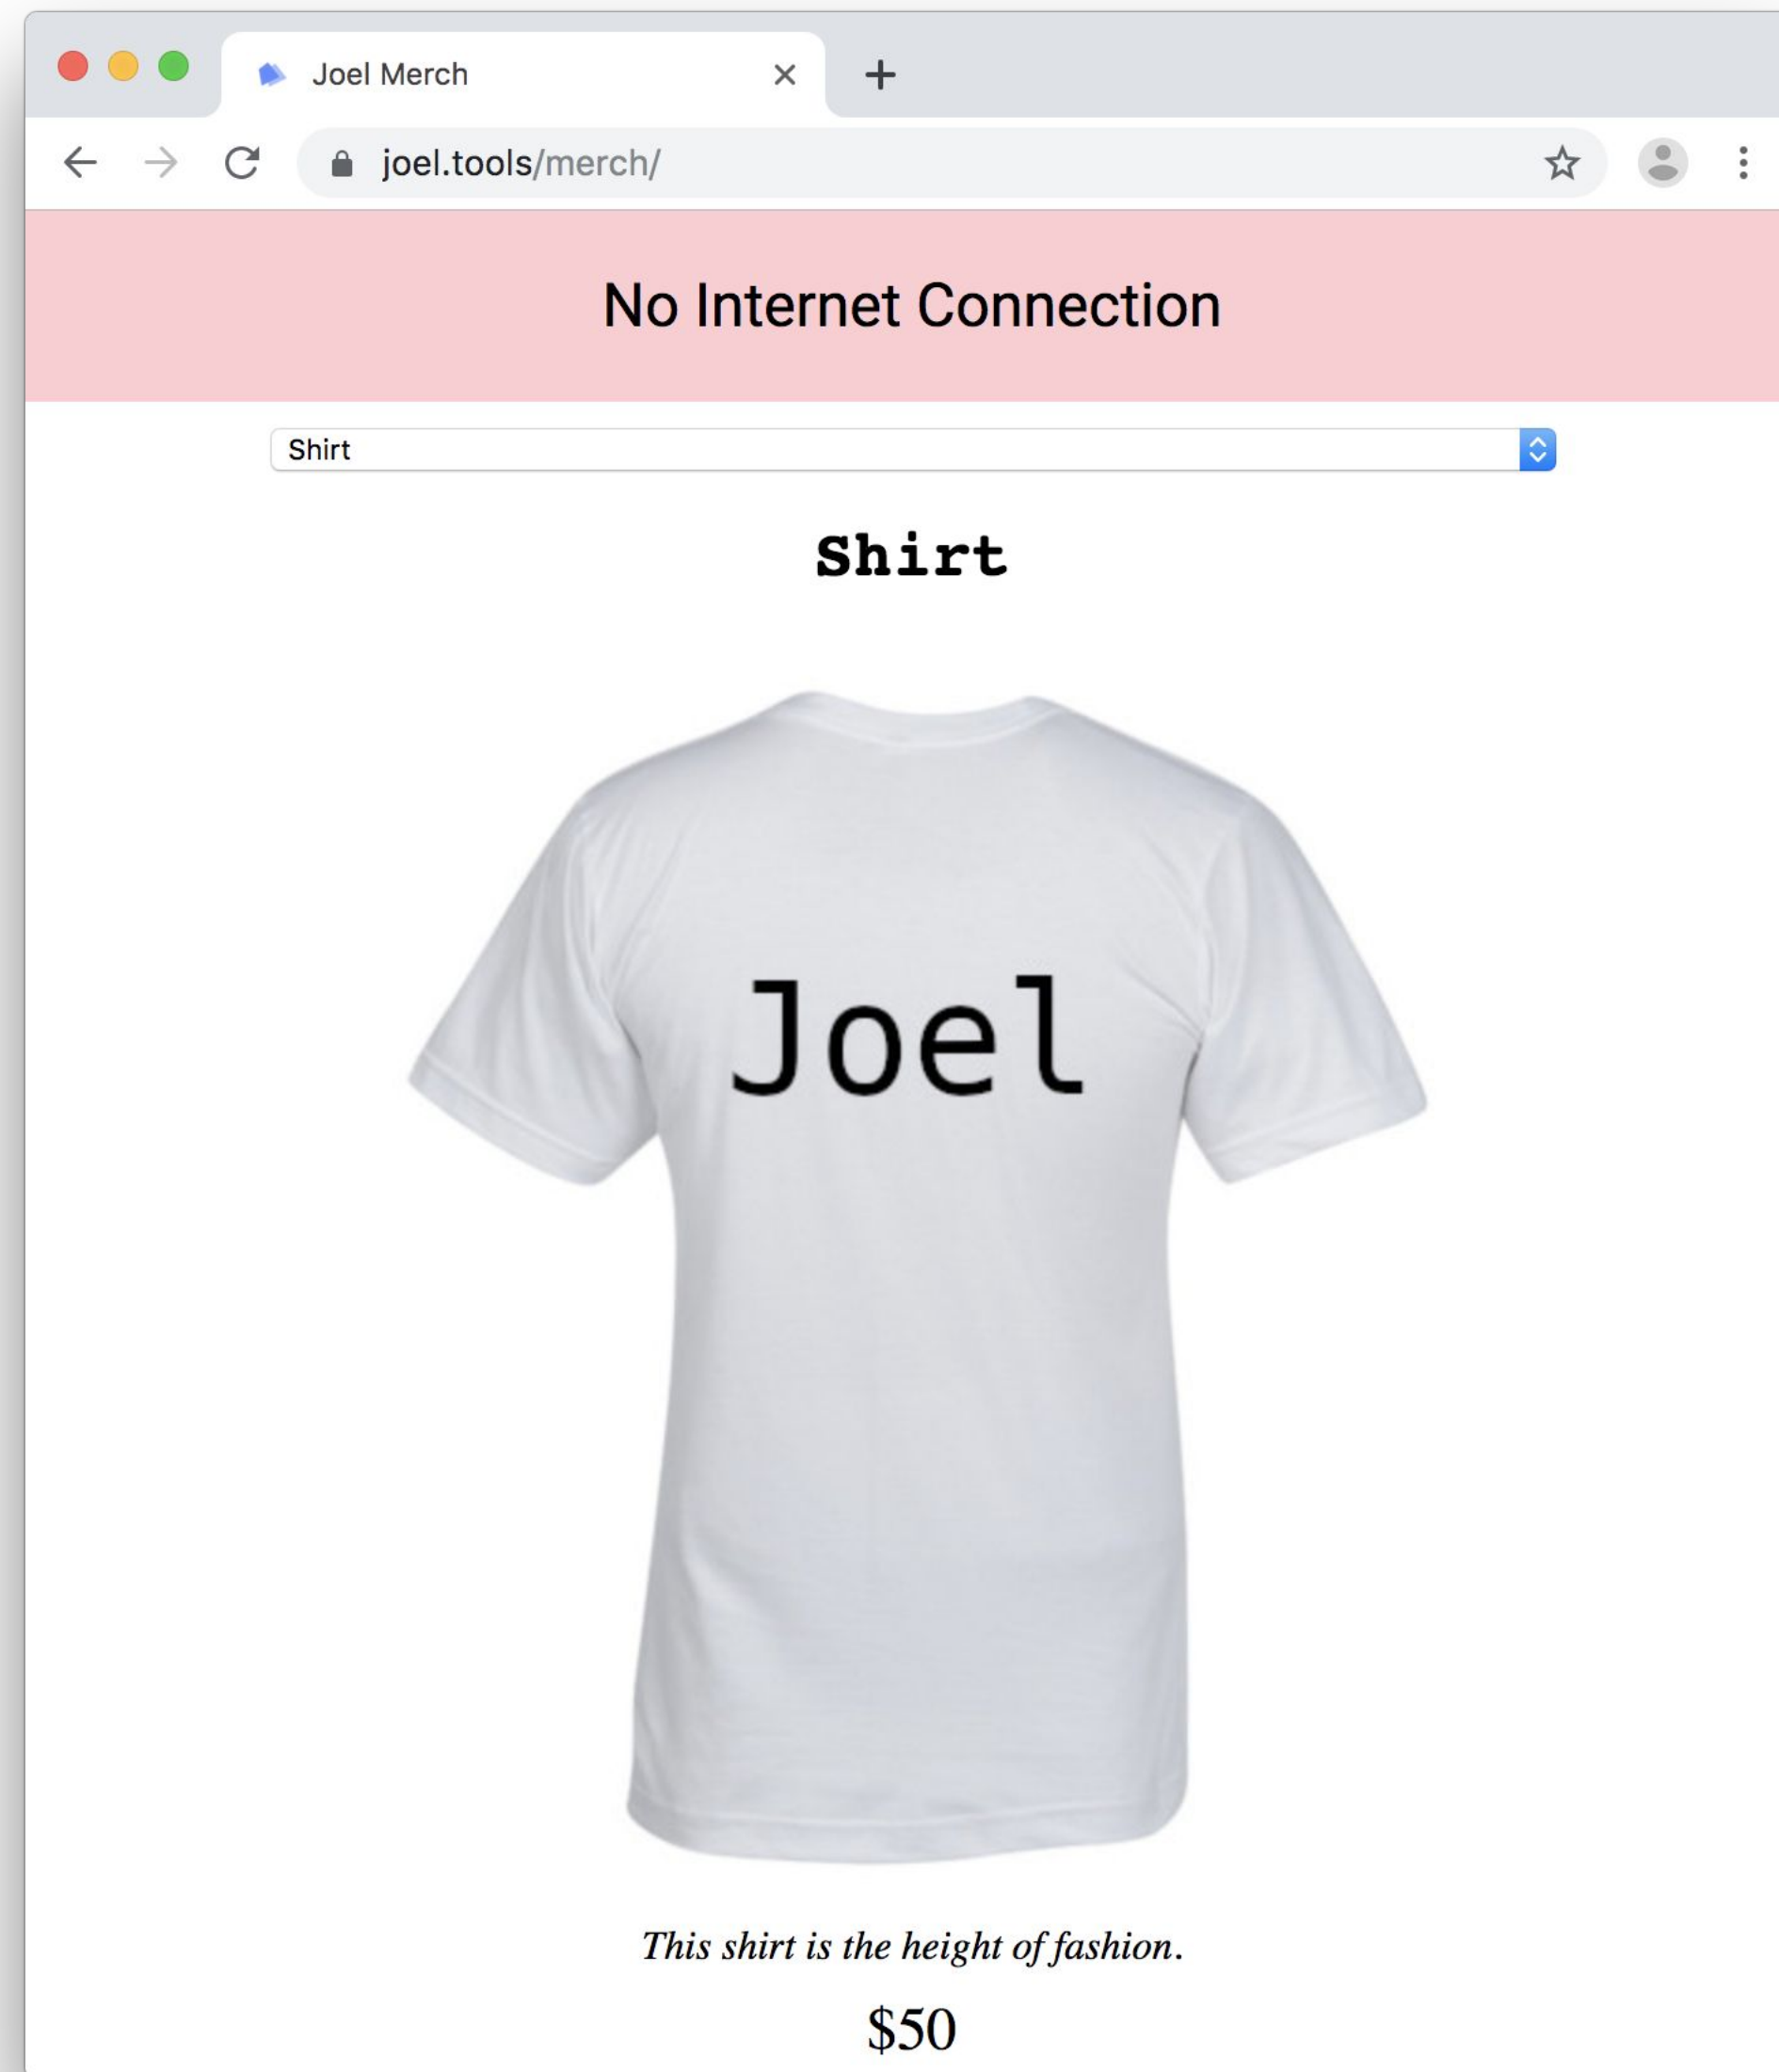 Joel Merch
joel.tools/merch/
No Internet Connection
Shirt
Shirt
Joel
This shirt is the height of fashion.
$50